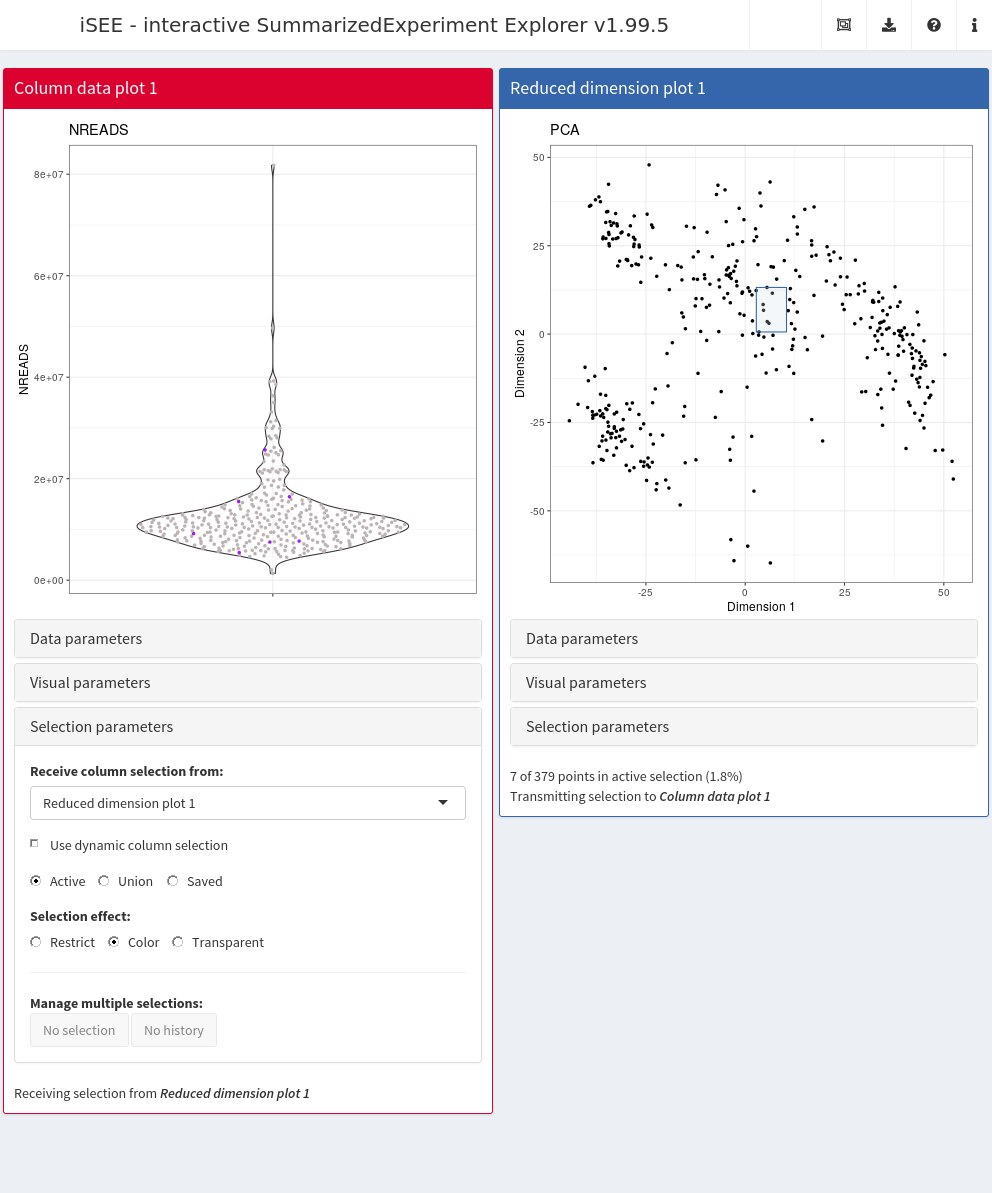 iSEE - interactive SummarizedExperiment Explorer v1.99.5
Column data plot 1
NREADS
8e+07
6e+07
4e+07
2e+07
0e+00
NREADS
Data parameters
Visual parameters
Selection parameters
Receive column selection from:
Reduced dimension plot 1
Use dynamic column selection
Active Union Saved
Selection effect:
Restrict Color Transparent
Manage multiple selections:
No selection No history
Receiving selection from Reduced dimension plot 1
Reduced dimension plot 1
PCA
50
25
0
-25
-50
Dimension 2
-25 0 25 50
Dimension 1
Data parameters
Visual parameters
Selection parameters
7 of 379 points in active selection (1.8%)
Transmitting selection to Column data plot 1